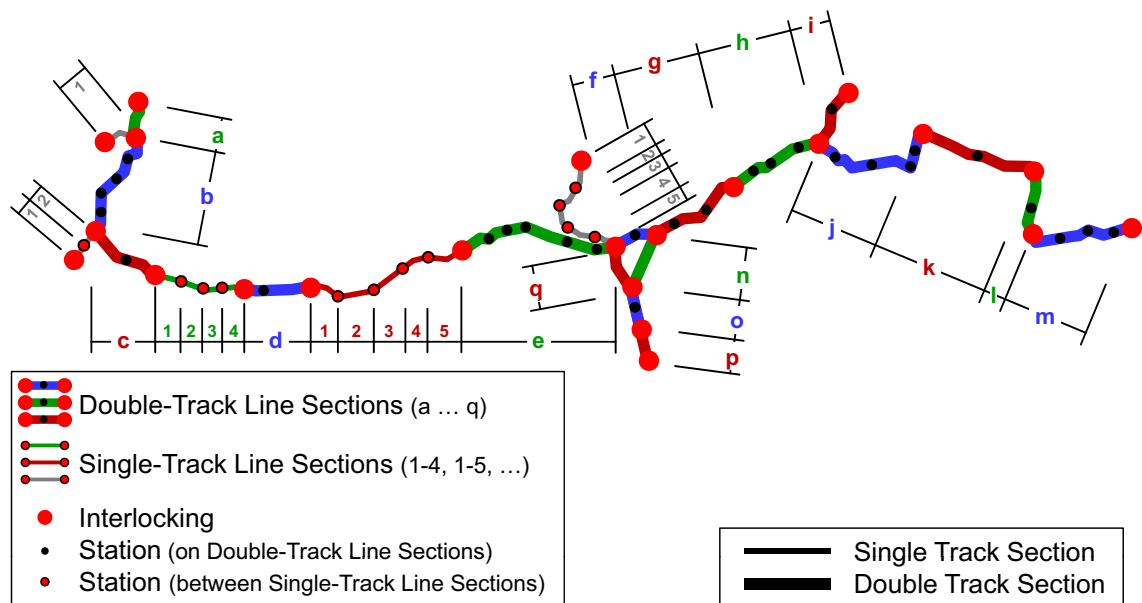 i
h
g
f
1
a
1
2
3
4
5
b
1
2
j
n
q
k
l
o
m
c
1
2
3
4
d
1
2
3
4
5
e
p
Double-Track Line Sections (a … q)
Single-Track Line Sections (1-4, 1-5, …)
Interlocking
Station (on Double-Track Line Sections)
Station (between Single-Track Line Sections)
Single Track Section
Double Track Section